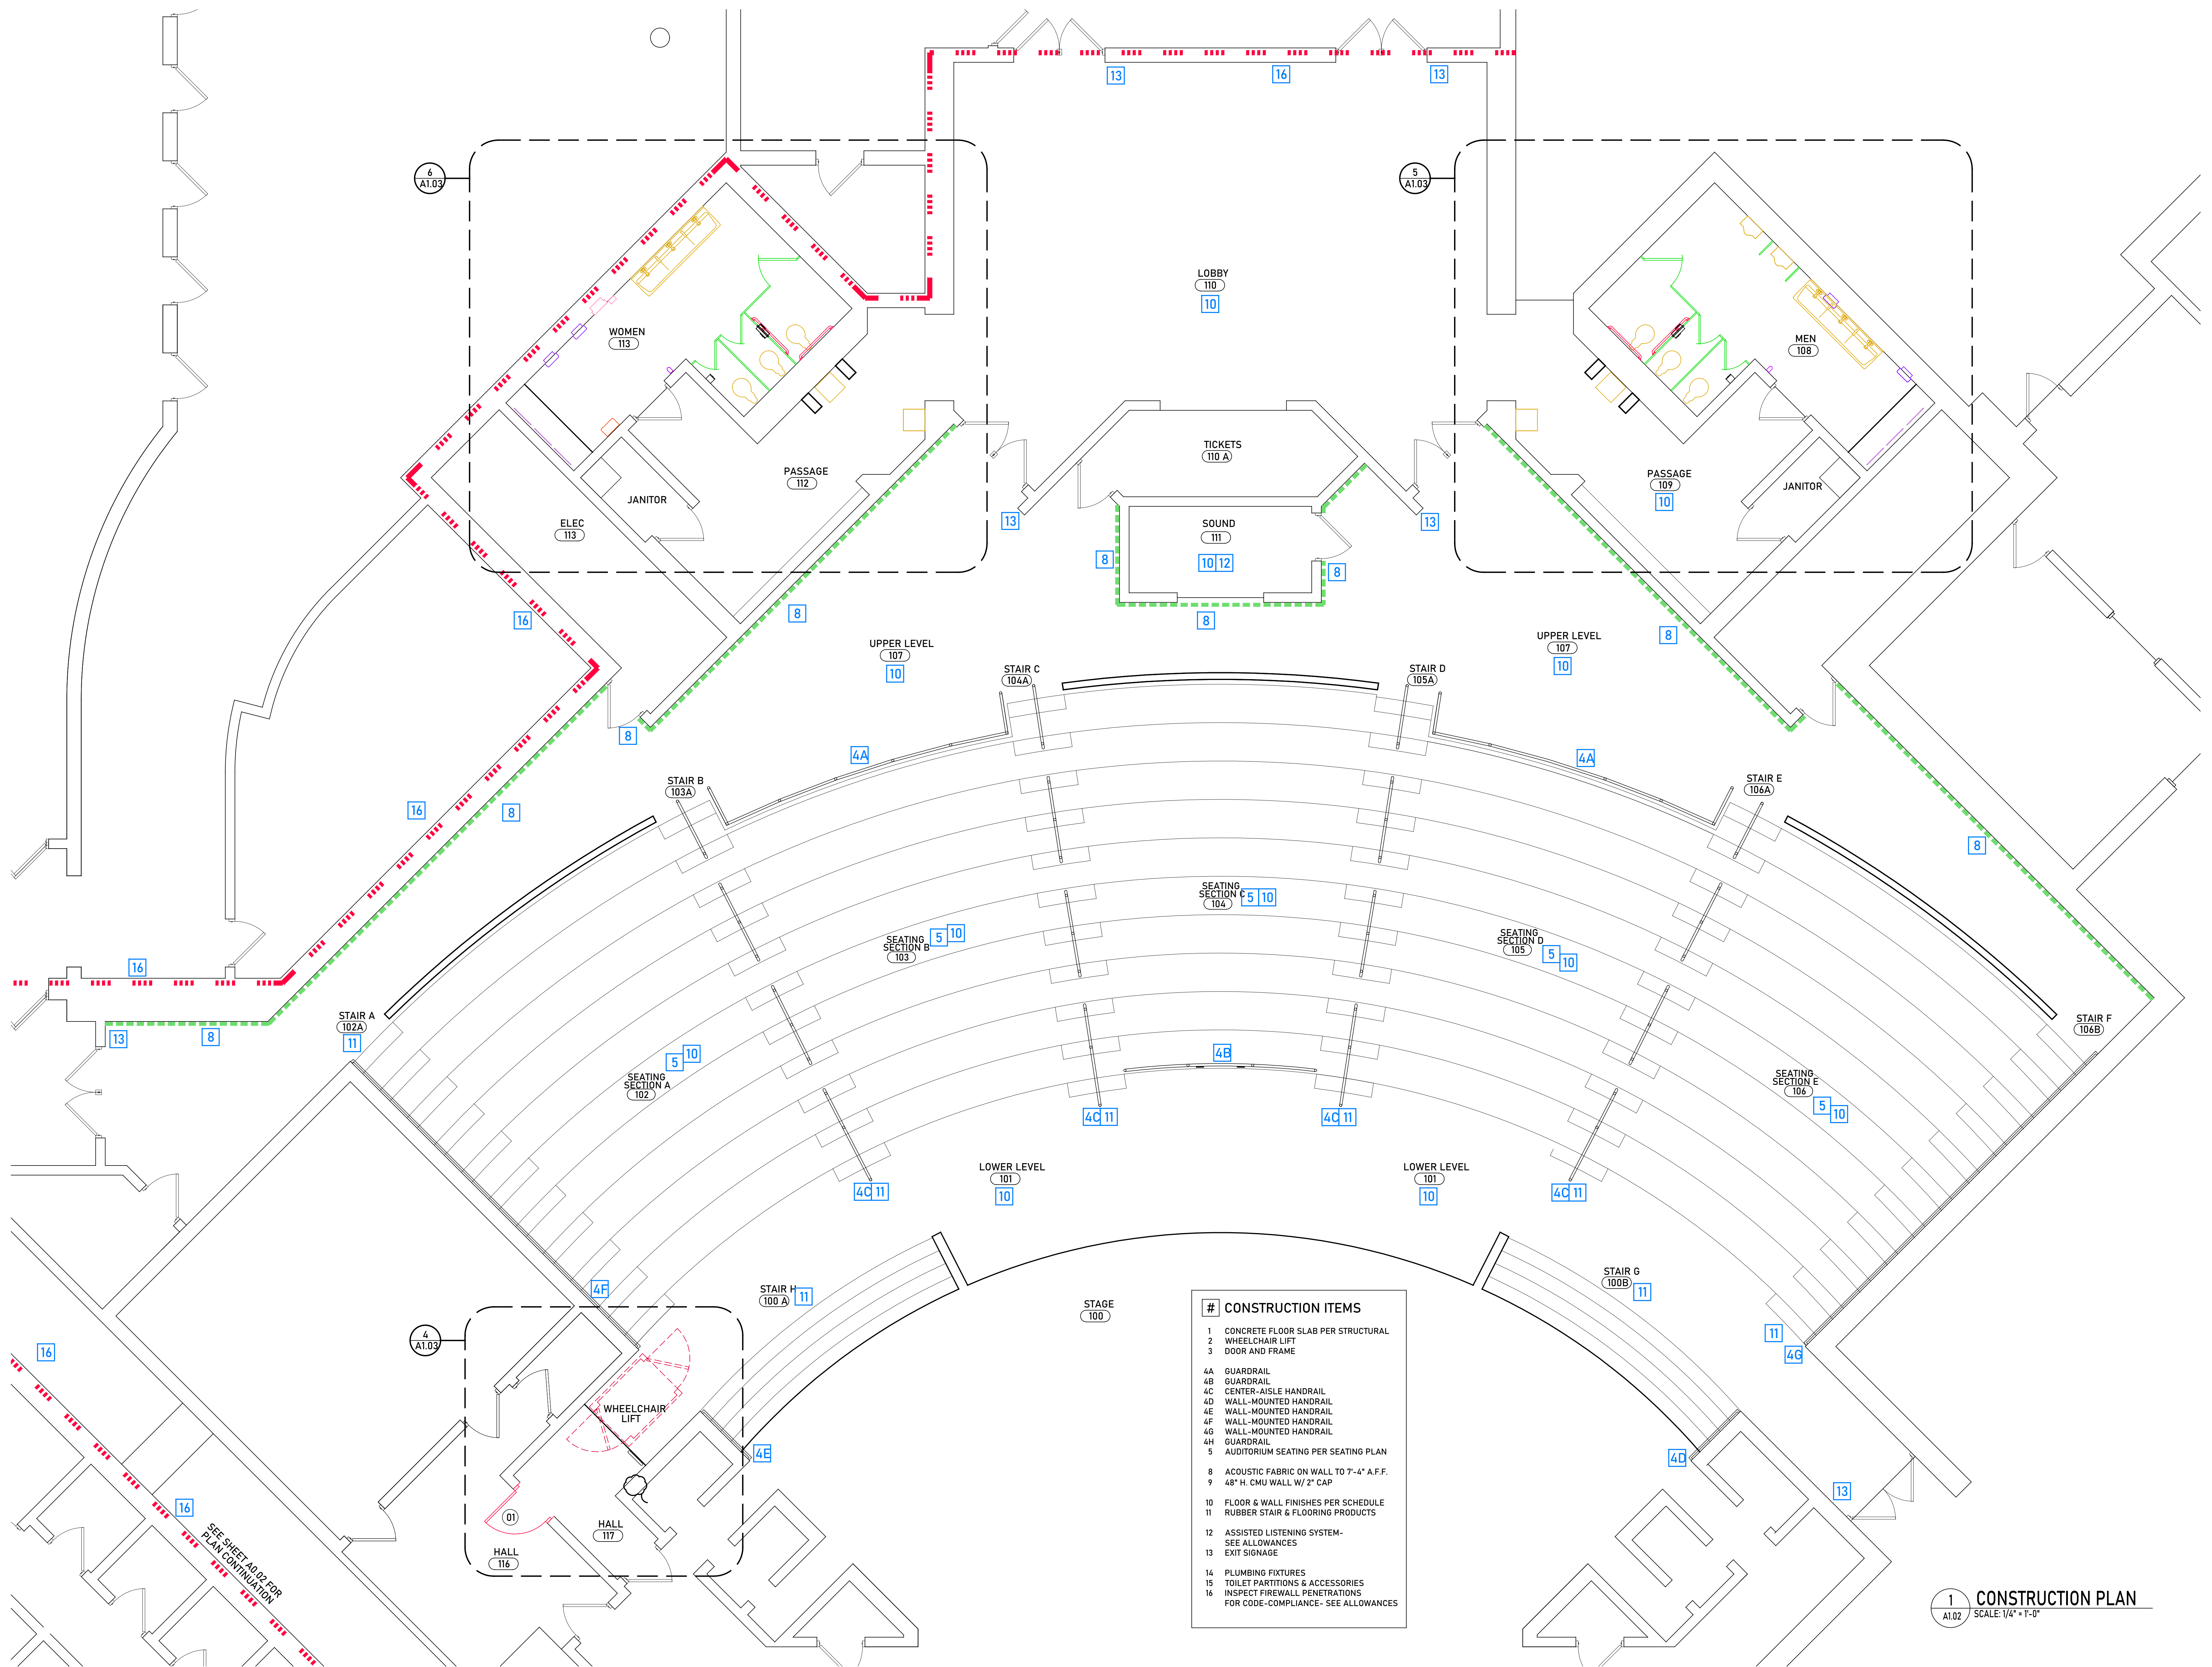 13
16
13
6
A1.03
5
A1.03
LOBBY
110
10
WOMEN
113
MEN
108
TICKETS
110 A
PASSAGE
112
JANITOR
ELEC
113
PASSAGE
109
10
JANITOR
13
SOUND
111
10 12
13
8
8
8
16
8
8
UPPER LEVEL
107
10
UPPER LEVEL
107
10
STAIR C
104A
STAIR D
105A
8
4A
4A
STAIR B
103A
STAIR E
106A
16
8
8
SEATING
SECTION C
104
5 10
SEATING
SECTION B
103
5 10
SEATING
SECTION D
105
5
10
16
13
8
STAIR A
102A
11
STAIR F
106B
4B
5 10
SEATING
SECTION A
102
SEATING
SECTION E
106
5
10
4C 11
4C 11
LOWER LEVEL
101
10
LOWER LEVEL
101
10
4C 11
4C 11
4F
STAIR H
100 A
11
STAIR G
100B
11
STAGE
100
4
A1.03
16
11
4G
WHEELCHAIR
LIFT
4E
4D
13
16
01
HALL
117
HALL
116
SEE SHEET A0.02 FOR
PLAN CONTINUATION
# CONSTRUCTION ITEMS
1 CONCRETE FLOOR SLAB PER STRUCTURAL
2 WHEELCHAIR LIFT
3 DOOR AND FRAME
4A GUARDRAIL
4B GUARDRAIL
4C CENTER-AISLE HANDRAIL
4D WALL-MOUNTED HANDRAIL
4E WALL-MOUNTED HANDRAIL
4F WALL-MOUNTED HANDRAIL
4G WALL-MOUNTED HANDRAIL
4H GUARDRAIL
5 AUDITORIUM SEATING PER SEATING PLAN
8 ACOUSTIC FABRIC ON WALL TO 7'-4" A.F.F.
9 48" H. CMU WALL W/ 2" CAP
10 FLOOR & WALL FINISHES PER SCHEDULE
11 RUBBER STAIR & FLOORING PRODUCTS
12 ASSISTED LISTENING SYSTEM-
SEE ALLOWANCES
13 EXIT SIGNAGE
14 PLUMBING FIXTURES
15 TOILET PARTITIONS & ACCESSORIES
16 INSPECT FIREWALL PENETRATIONS
FOR CODE-COMPLIANCE- SEE ALLOWANCES
1
A1.02
CONSTRUCTION PLAN
SCALE: 1/4" = 1'-0"